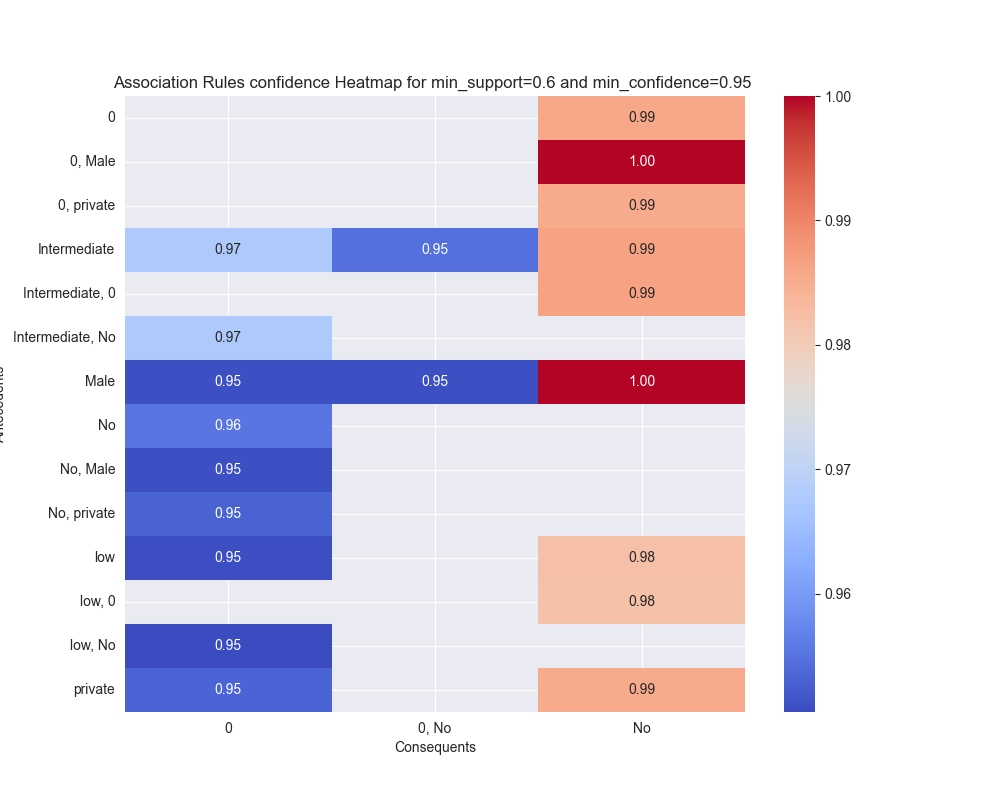 Association Rules confidence Heatmap for min_support=0.6 and min_confidence=0.95
0 0.99
0, Male 1.00
0, private 0.99
Intermediate 0.97 0.95 0.99
Intermediate, 0 0.99
Intermediate, No 0.97
Male 0.95 0.95 1.00
No 0.96
No, Male 0.95
No, private 0.95
low 0.95 0.98
low, 0 0.98
low, No 0.95
private 0.95 0.99
0 0, No No
Consequents
1.00
0.99
0.98
0.97
0.96